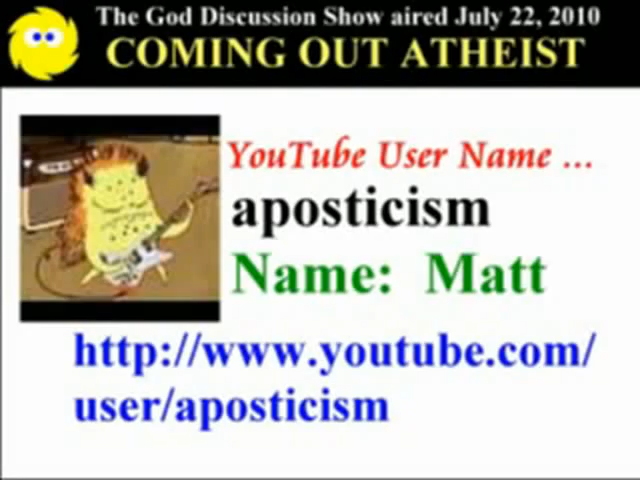 The God Discussion Show aired July 22, 2010
COMING OUT ATHEIST
YouTube User Name ...
aposticism
Name: Matt
http://www.youtube.com/
user/aposticism